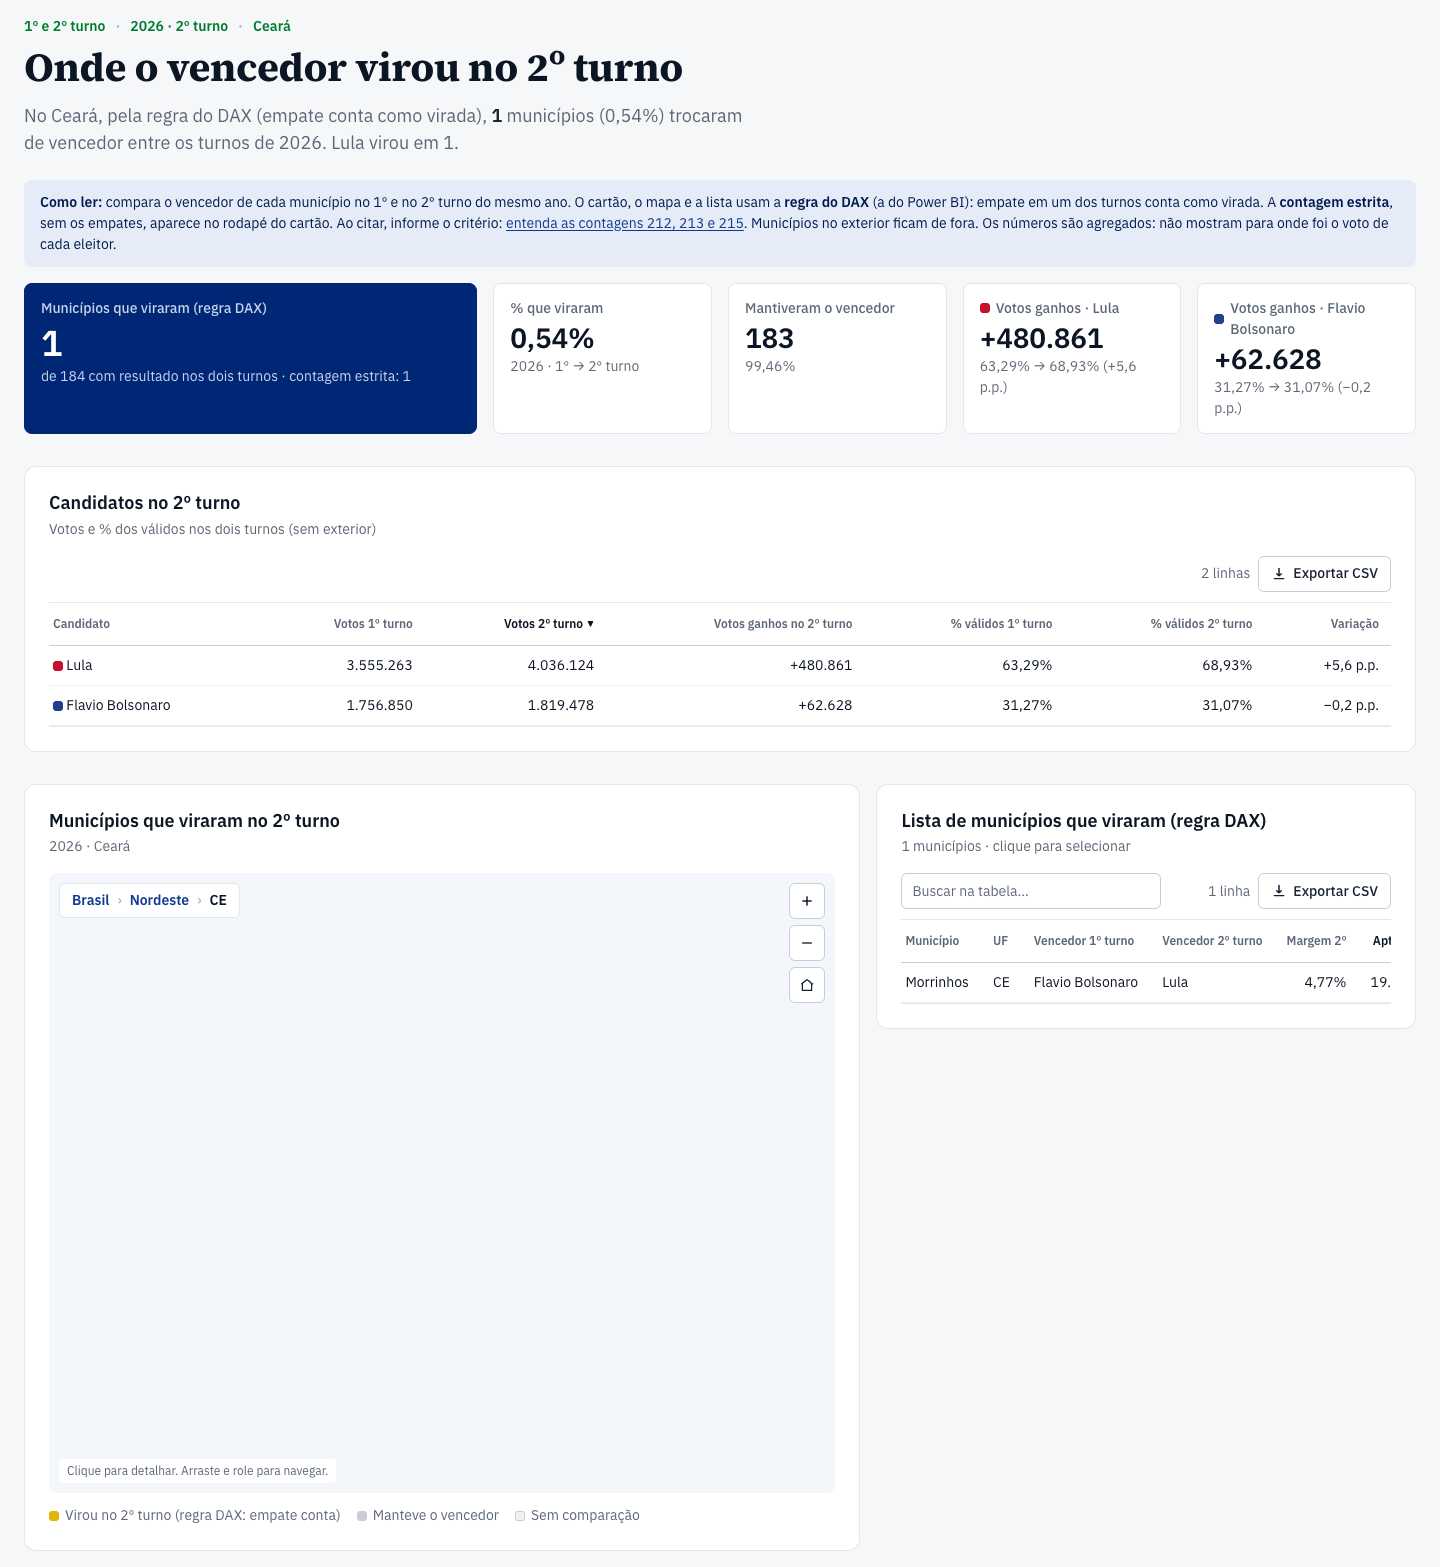 1º e 2º turno · 2026 · 2º turno · Ceará
Onde o vencedor virou no 2º turno
No Ceará, pela regra do DAX (empate conta como virada), 1 municípios (0,54%) trocaram
de vencedor entre os turnos de 2026. Lula virou em 1.
Como ler: compara o vencedor de cada município no 1º e no 2º turno do mesmo ano. O cartão, o mapa e a lista usam a regra do DAX (a do Power BI): empate em um dos turnos conta como virada. A contagem estrita,
sem os empates, aparece no rodapé do cartão. Ao citar, informe o critério: entenda as contagens 212, 213 e 215. Municípios no exterior ficam de fora. Os números são agregados: não mostram para onde foi o voto de
cada eleitor.
Municípios que viraram (regra DAX)
1
de 184 com resultado nos dois turnos · contagem estrita: 1
% que viraram
0,54%
2026 · 1º → 2º turno
Mantiveram o vencedor
183
99,46%
Votos ganhos · Lula
+480.861
63,29% → 68,93% (+5,6
p.p.)
Votos ganhos · Flavio
Bolsonaro
+62.628
31,27% → 31,07% (−0,2
p.p.)
Candidatos no 2º turno
Votos e % dos válidos nos dois turnos (sem exterior)
2 linhas Exportar CSV
Candidato Votos 1º turno Votos 2º turno ▼ Votos ganhos no 2º turno % válidos 1º turno % válidos 2º turno Variação
Lula 3.555.263 4.036.124 +480.861 63,29% 68,93% +5,6 p.p.
Flavio Bolsonaro 1.756.850 1.819.478 +62.628 31,27% 31,07% −0,2 p.p.
Municípios que viraram no 2º turno
2026 · Ceará
Brasil › Nordeste › CE
+
−
Clique para detalhar. Arraste e role para navegar.
Virou no 2º turno (regra DAX: empate conta) Manteve o vencedor Sem comparação
Lista de municípios que viraram (regra DAX)
1 municípios · clique para selecionar
Buscar na tabela... 1 linha Exportar CSV
Município UF Vencedor 1º turno Vencedor 2º turno Margem 2º Apt
Morrinhos CE Flavio Bolsonaro Lula 4,77% 19.